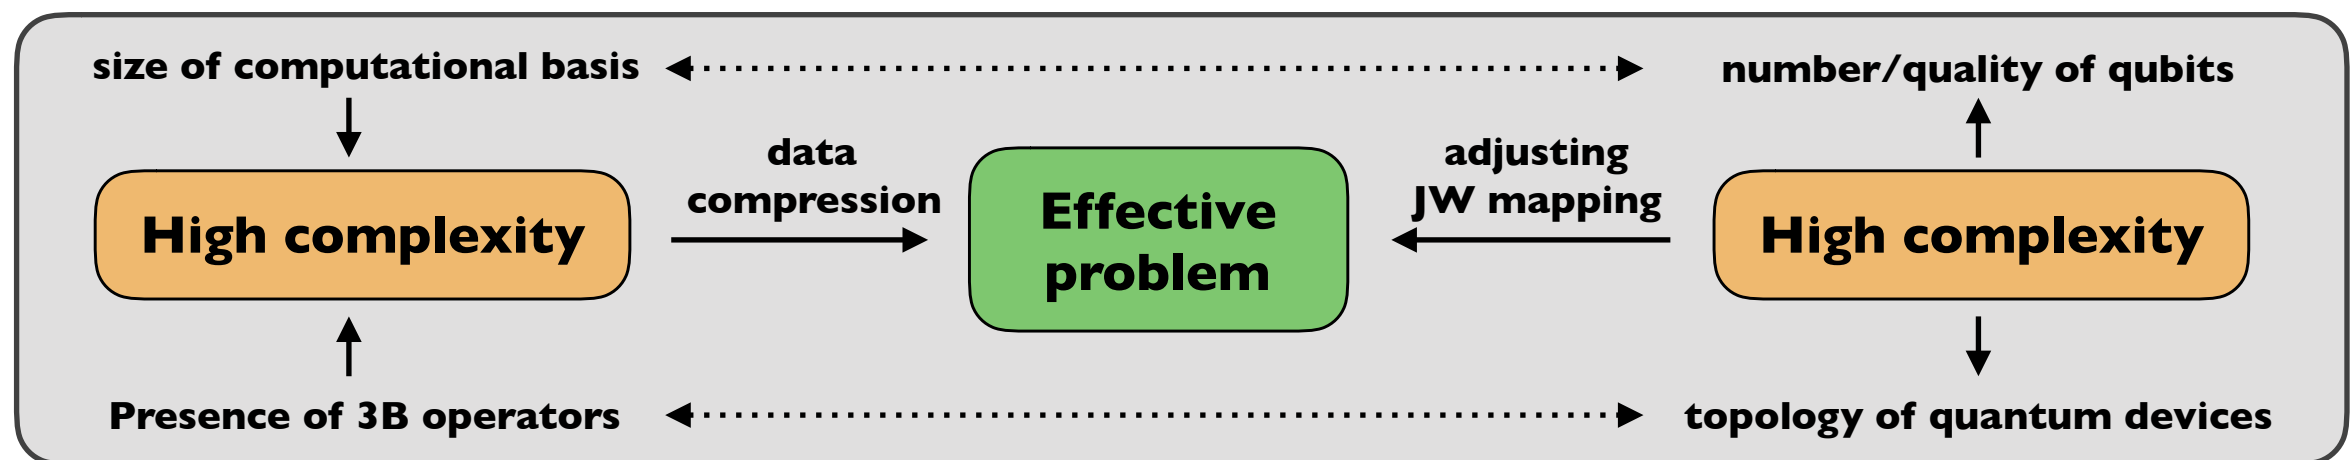 size of computational basis
number/quality of qubits
data
compression
adjusting
JW mapping
High complexity
Effective
problem
High complexity
Presence of 3B operators
topology of quantum devices